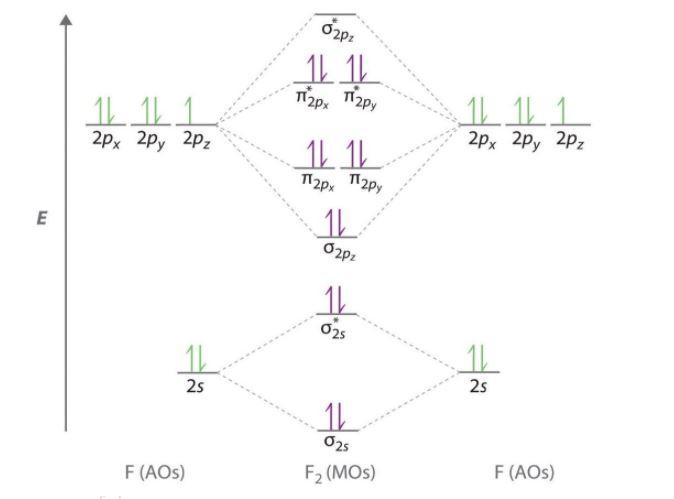 σ*2pz
π*2px π*2py
2px 2py 2pz
2px 2py 2pz
π2px π2py
E
σ2pz
σ*2s
2s
2s
σ2s
F (AOs)
F2 (MOs)
F (AOs)